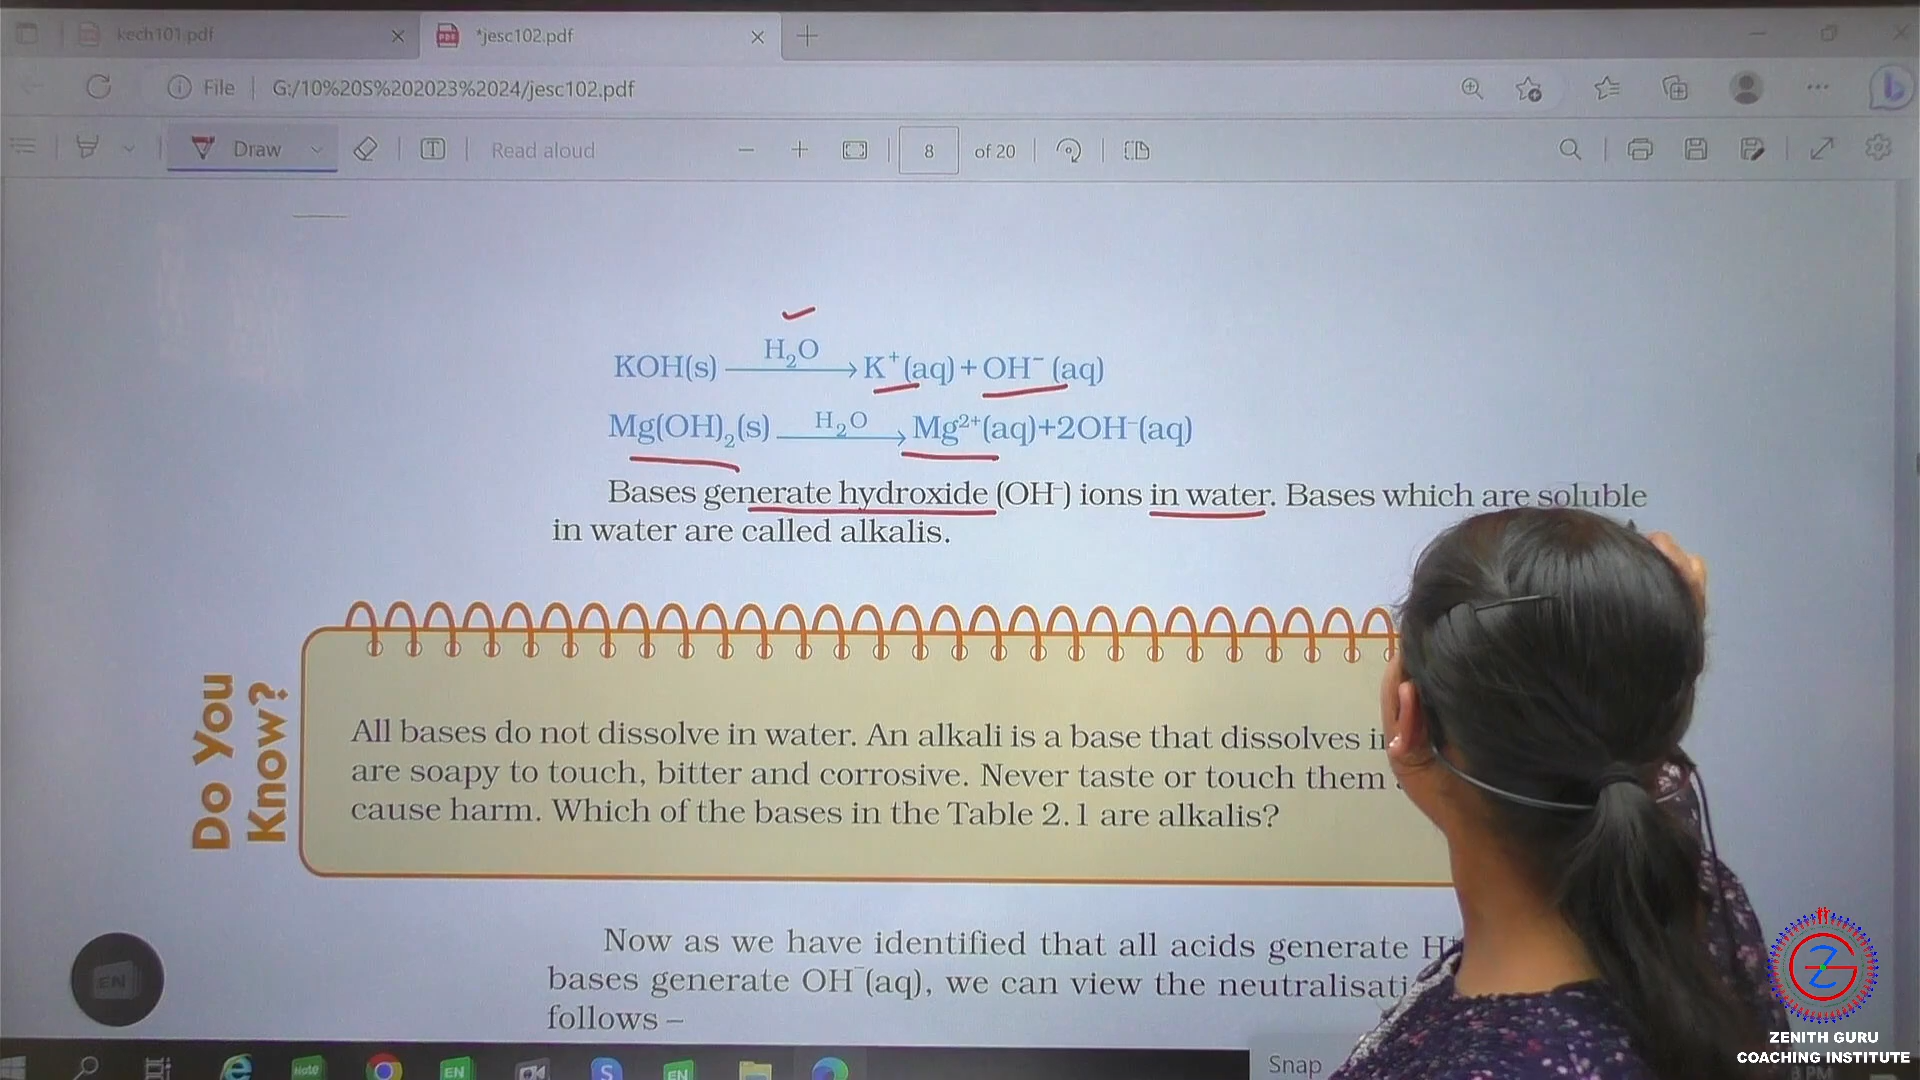 kech101.pdf
*jesc102.pdf
File
G:/10%20S%202023%2024/jesc102.pdf
Draw
Read aloud
8
of 20
KOH(s) H₂O → K⁺(aq)+OH⁻(aq)
Mg(OH)₂(s) H₂O → Mg²⁺(aq)+2OH⁻(aq)
Bases generate hydroxide (OH⁻) ions in water. Bases which are soluble
in water are called alkalis.
Do You
Know?
All bases do not dissolve in water. An alkali is a base that dissolves
are soapy to touch, bitter and corrosive. Never taste or touch them
cause harm. Which of the bases in the Table 2.1 are alkalis?
Now as we have identified that all acids generate
bases generate OH⁻(aq), we can view the
follows –
EN
Note
EN
S
EN
Snap
ZENITH GURU
COACHING INSTITUTE
PM